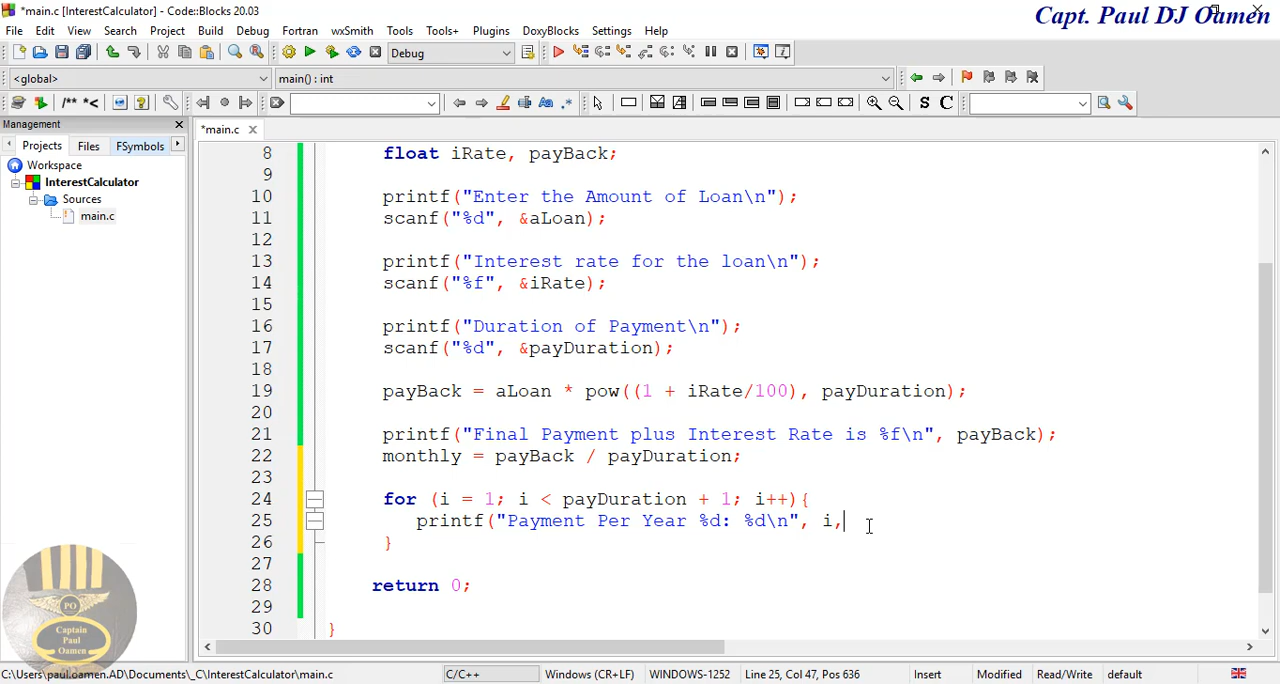 *main.c [InterestCalculator] - Code::Blocks 20.03
Capt. Paul DJ Oamen
File Edit View Search Project Build Debug Fortran wxSmith Tools Tools+ Plugins DoxyBlocks Settings Help
Debug
<global> main() : int
/** *<
S C
Management
*main.c
Projects Files FSymbols
Workspace
InterestCalculator
Sources
main.c
8 float iRate, payBack;
9
10 printf("Enter the Amount of Loan\n");
11 scanf("%d", &aLoan);
12
13 printf("Interest rate for the loan\n");
14 scanf("%f", &iRate);
15
16 printf("Duration of Payment\n");
17 scanf("%d", &payDuration);
18
19 payBack = aLoan * pow((1 + iRate/100), payDuration);
20
21 printf("Final Payment plus Interest Rate is %f\n", payBack);
22 monthly = payBack / payDuration;
23
24 for (i = 1; i < payDuration + 1; i++){
25 printf("Payment Per Year %d: %d\n", i,
26 }
27
28 return 0;
29
30 }
PO
Captain
Paul
Oamen
C:\Users\paul.oamen.AD\Documents\_C\InterestCalculator\main.c C/C++ Windows (CR+LF) WINDOWS-1252 Line 25, Col 47, Pos 636 Insert Modified Read/Write default